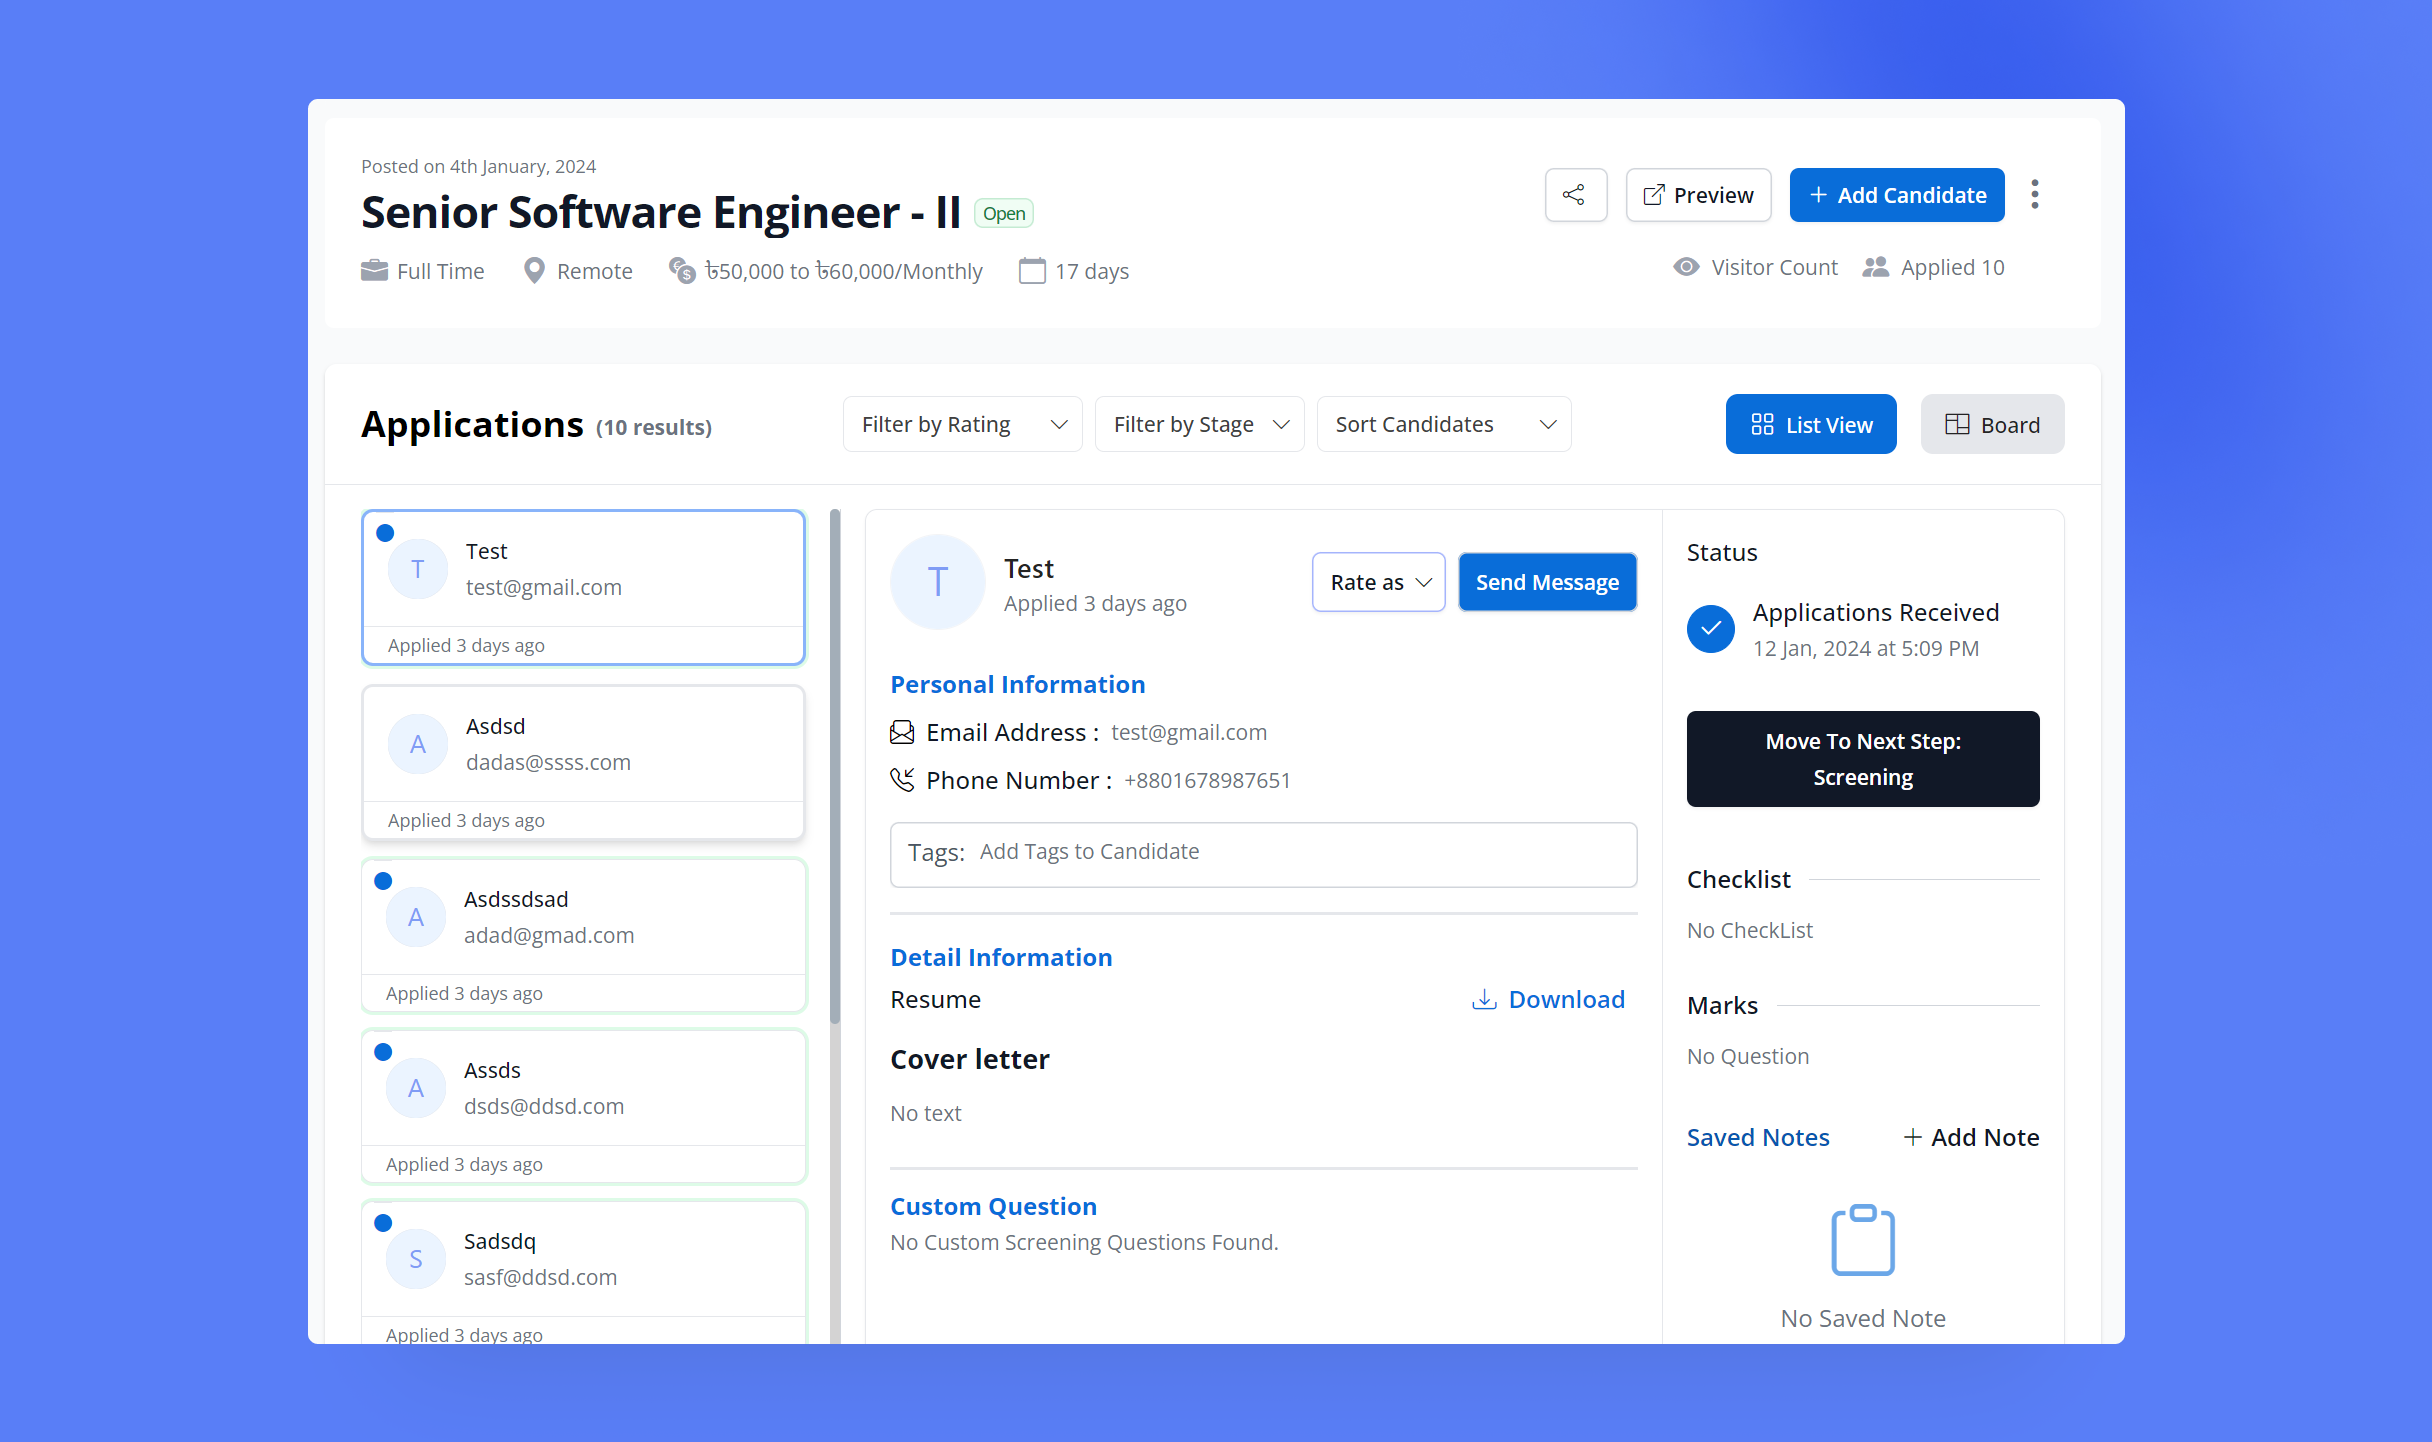 Posted on 4th January, 2024
Senior Software Engineer - II Open
Full Time Remote ৳50,000 to ৳60,000/Monthly 17 days
Preview + Add Candidate
Visitor Count Applied 10
Applications (10 results)
Filter by Rating Filter by Stage Sort Candidates
List View Board
T
Test
test@gmail.com
Applied 3 days ago
A
Asdsd
dadas@ssss.com
Applied 3 days ago
A
Asdssdsad
adad@gmad.com
Applied 3 days ago
A
Assds
dsds@ddsd.com
Applied 3 days ago
S
Sadsdq
sasf@ddsd.com
Applied 3 days ago
T
Test
Applied 3 days ago
Rate as Send Message
Personal Information
Email Address : test@gmail.com
Phone Number : +8801678987651
Tags: Add Tags to Candidate
Detail Information
Resume Download
Cover letter
No text
Custom Question
No Custom Screening Questions Found.
Status
Applications Received
12 Jan, 2024 at 5:09 PM
Move To Next Step:
Screening
Checklist
No CheckList
Marks
No Question
Saved Notes + Add Note
No Saved Note